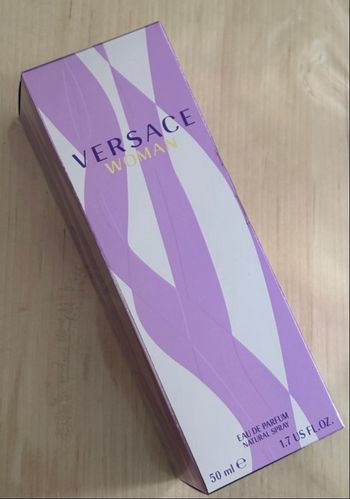 VERSACE
WOMAN
EAU DE PARFUM
NATURAL SPRAY
50 ml ℮ 1.7 US FL.OZ.